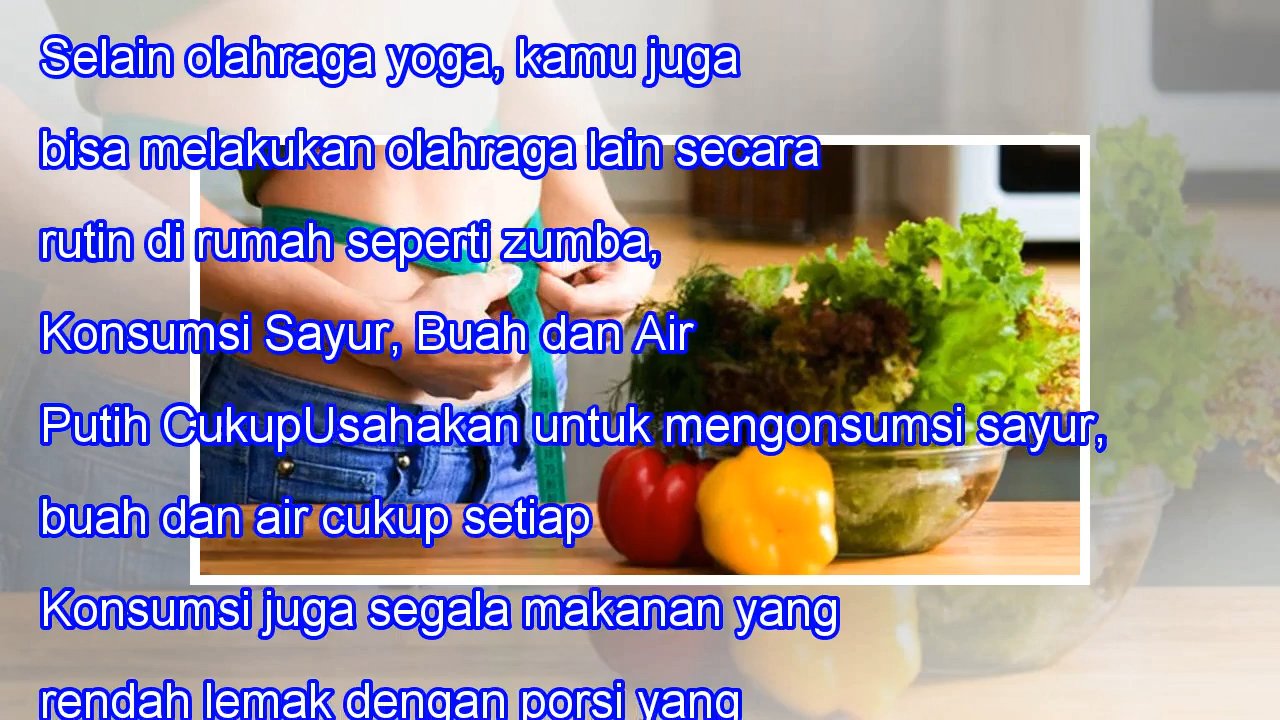 Selain olahraga yoga, kamu juga
bisa melakukan olahraga lain secara
rutin di rumah seperti zumba,
Konsumsi Sayur, Buah dan Air
Putih CukupUsahakan untuk mengonsumsi sayur,
buah dan air cukup setiap
Konsumsi juga segala makanan yang
rendah lemak dengan porsi yang